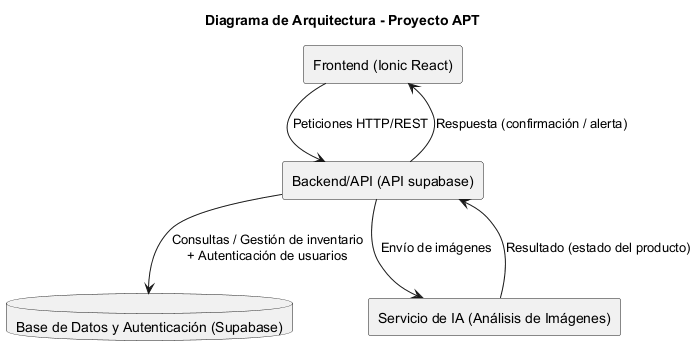 Diagrama de Arquitectura - Proyecto APT
Frontend (Ionic React)
Peticiones HTTP/REST
Respuesta (confirmación / alerta)
Backend/API (API supabase)
Consultas / Gestión de inventario
+ Autenticación de usuarios
Envío de imágenes
Resultado (estado del producto)
Base de Datos y Autenticación (Supabase)
Servicio de IA (Análisis de Imágenes)